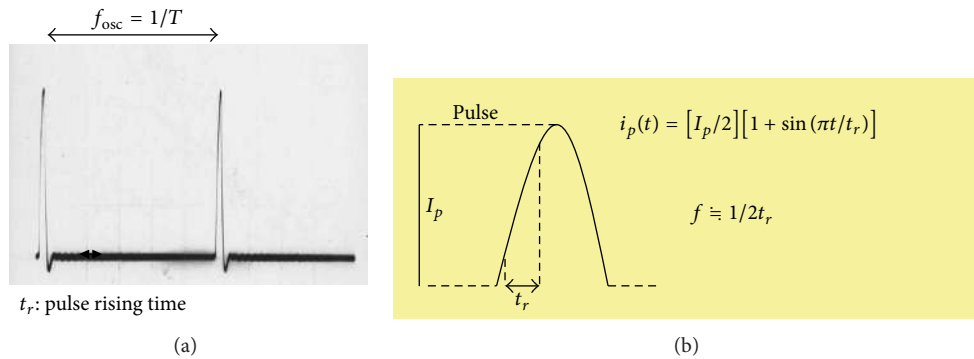 f_osc = 1/T
t_r: pulse rising time
(a)
Pulse
I_p
t_r
i_p(t) = [I_p/2][1 + sin (πt/t_r)]
f ≒ 1/2t_r
(b)